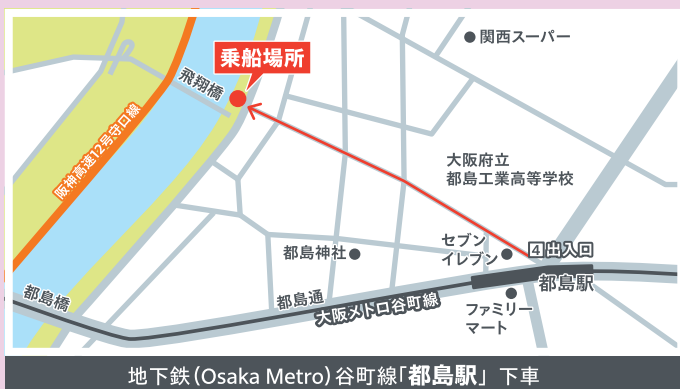 関西スーパー
乗船場所
飛翔橋
阪神高速12号守口線
大阪府立
都島工業高等学校
セブン
イレブン
4出入口
都島神社
都島駅
都島橋
都島通
大阪メトロ谷町線
ファミリー
マート
地下鉄(Osaka Metro)谷町線「都島駅」下車